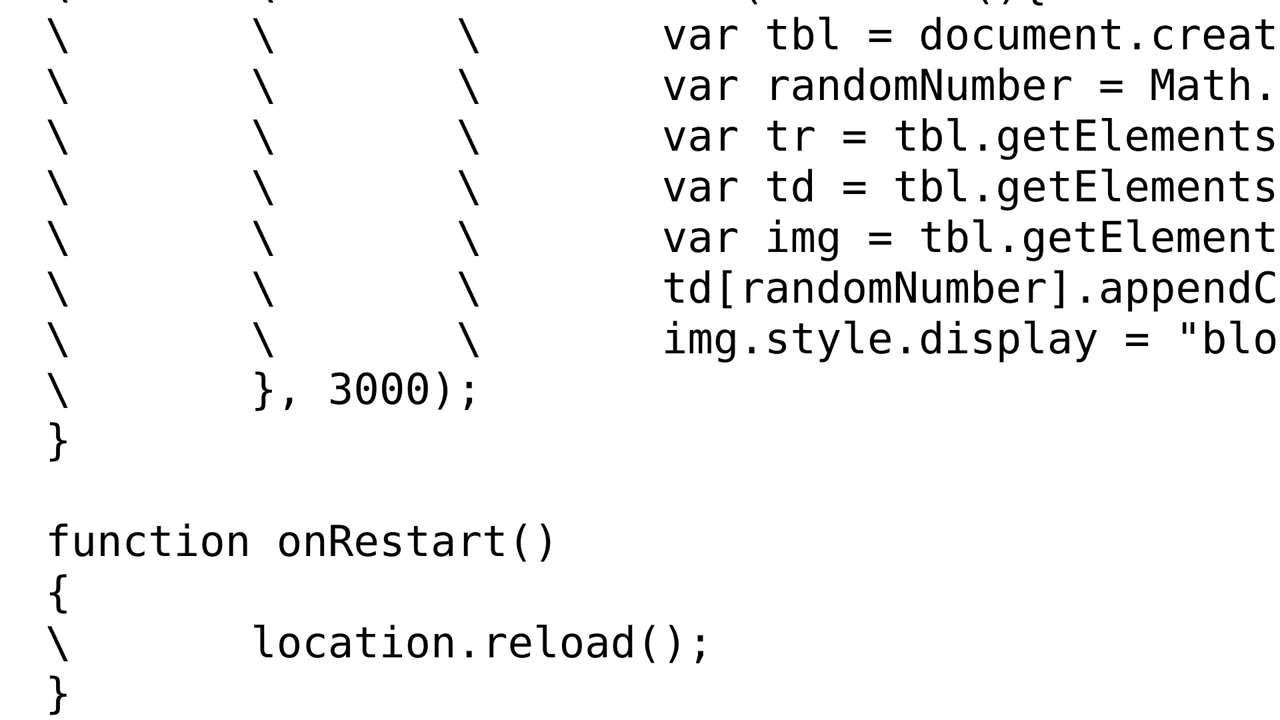 \ \ \ var tbl = document.creat
\ \ \ var randomNumber = Math.
\ \ \ var tr = tbl.getElements
\ \ \ var td = tbl.getElements
\ \ \ var img = tbl.getElement
\ \ \ td[randomNumber].appendC
\ \ \ img.style.display = "blo
\ }, 3000);
}
function onRestart()
{
\ location.reload();
}